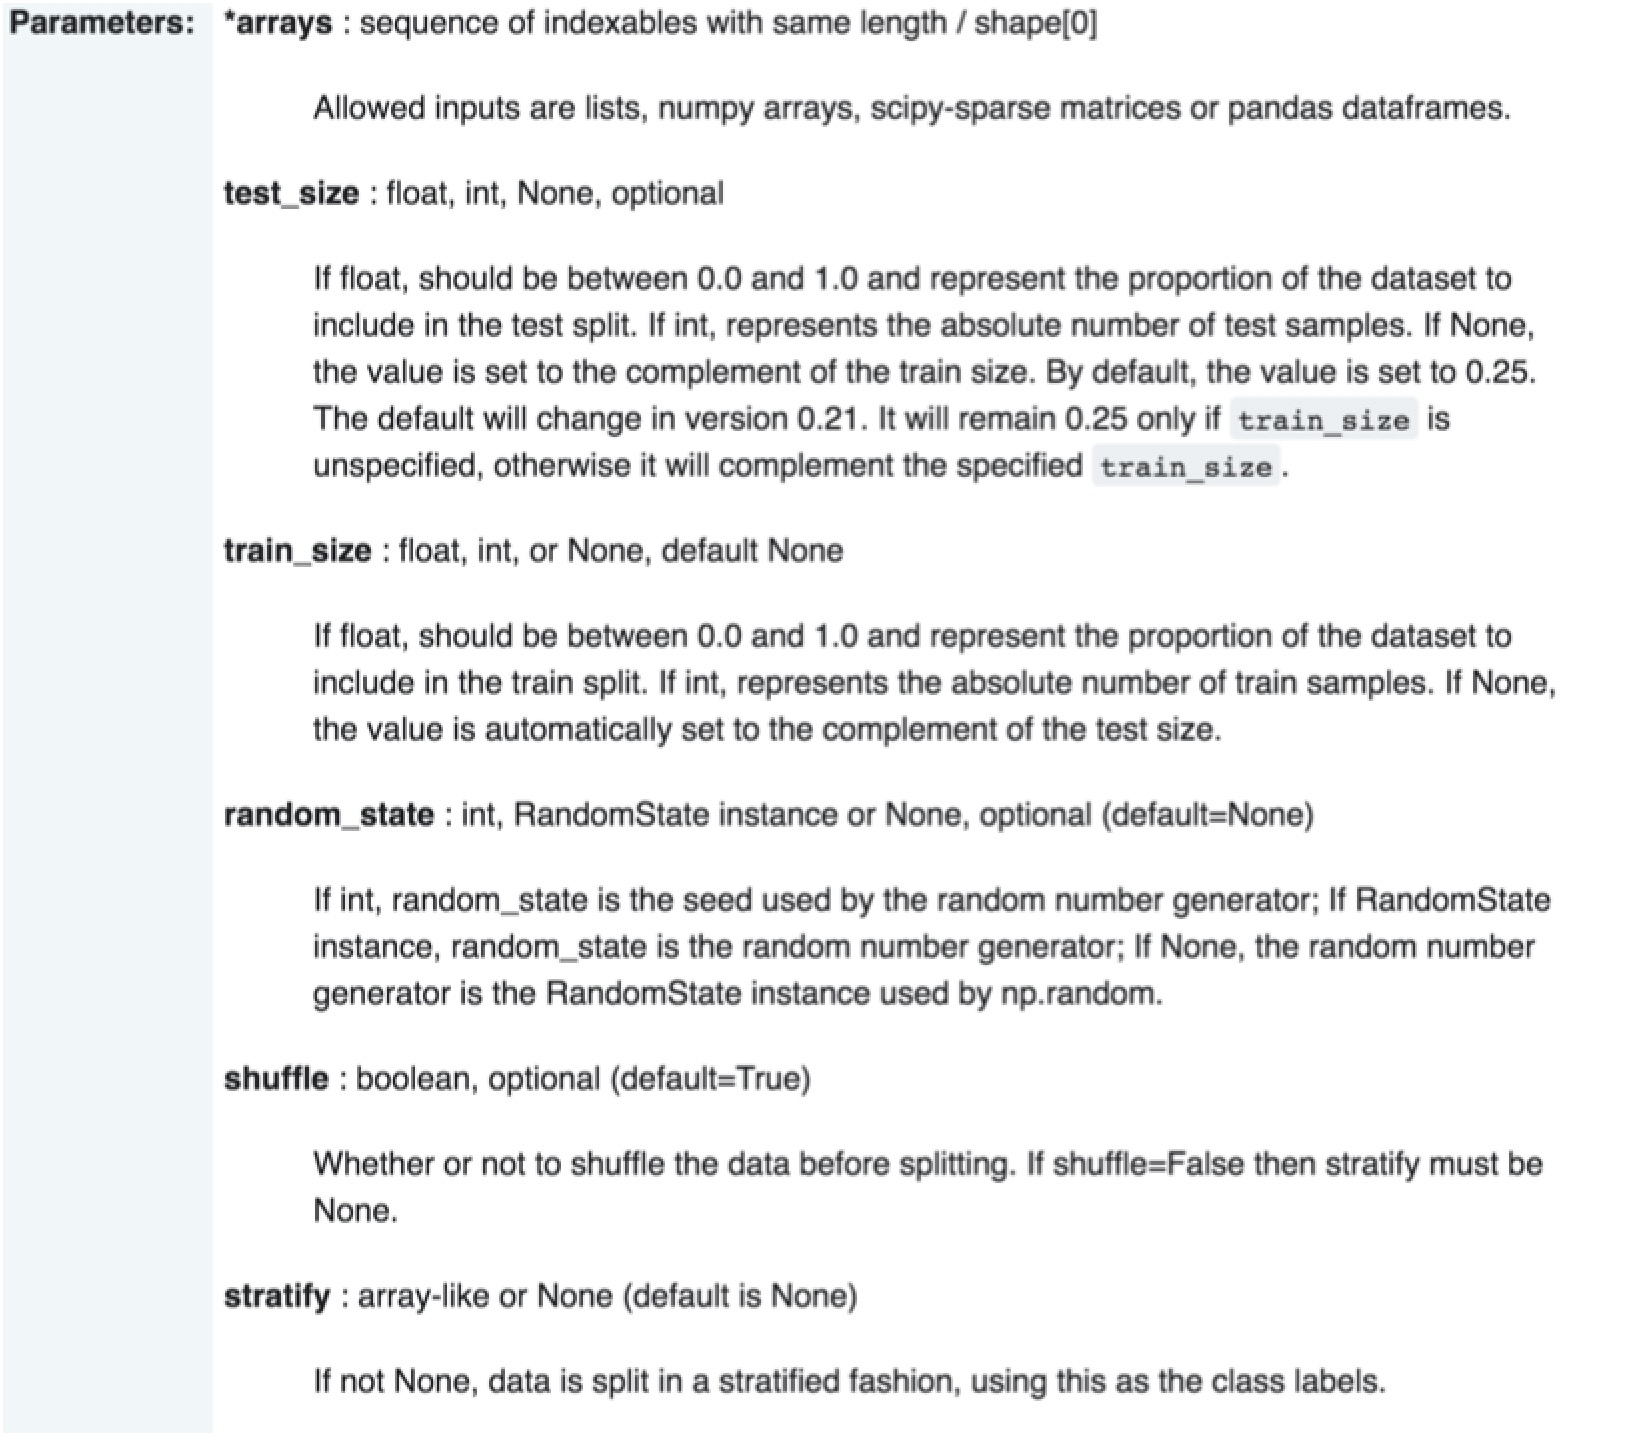 Parameters: *arrays : sequence of indexables with same length / shape[0]
Allowed inputs are lists, numpy arrays, scipy-sparse matrices or pandas dataframes.
test_size : float, int, None, optional
If float, should be between 0.0 and 1.0 and represent the proportion of the dataset to
include in the test split. If int, represents the absolute number of test samples. If None,
the value is set to the complement of the train size. By default, the value is set to 0.25.
The default will change in version 0.21. It will remain 0.25 only if train_size is
unspecified, otherwise it will complement the specified train_size.
train_size : float, int, or None, default None
If float, should be between 0.0 and 1.0 and represent the proportion of the dataset to
include in the train split. If int, represents the absolute number of train samples. If None,
the value is automatically set to the complement of the test size.
random_state : int, RandomState instance or None, optional (default=None)
If int, random_state is the seed used by the random number generator; If RandomState
instance, random_state is the random number generator; If None, the random number
generator is the RandomState instance used by np.random.
shuffle : boolean, optional (default=True)
Whether or not to shuffle the data before splitting. If shuffle=False then stratify must be
None.
stratify : array-like or None (default is None)
If not None, data is split in a stratified fashion, using this as the class labels.